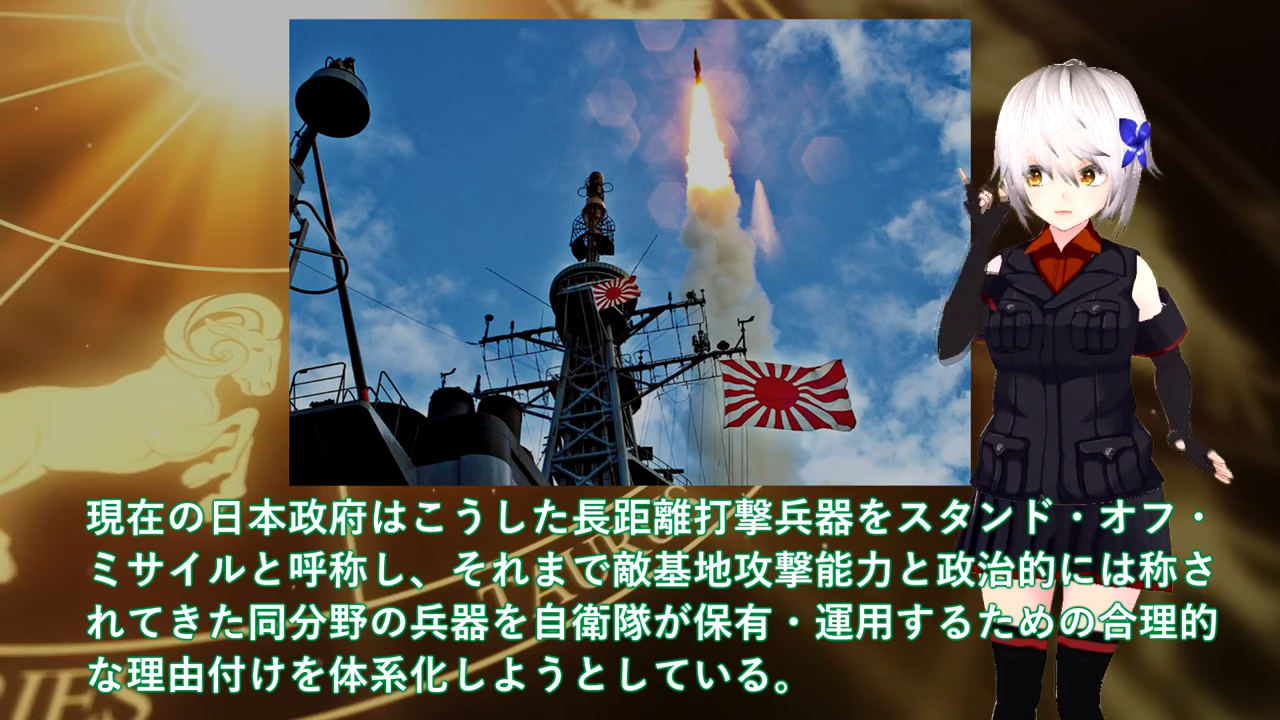 現在の日本政府はこうした長距離打撃兵器をスタンド・オフ・
ミサイルと呼称し、それまで敵基地攻撃能力と政治的には称さ
れてきた同分野の兵器を自衛隊が保有・運用するための合理的
な理由付けを体系化しようとしている。
TAURUS
RIES